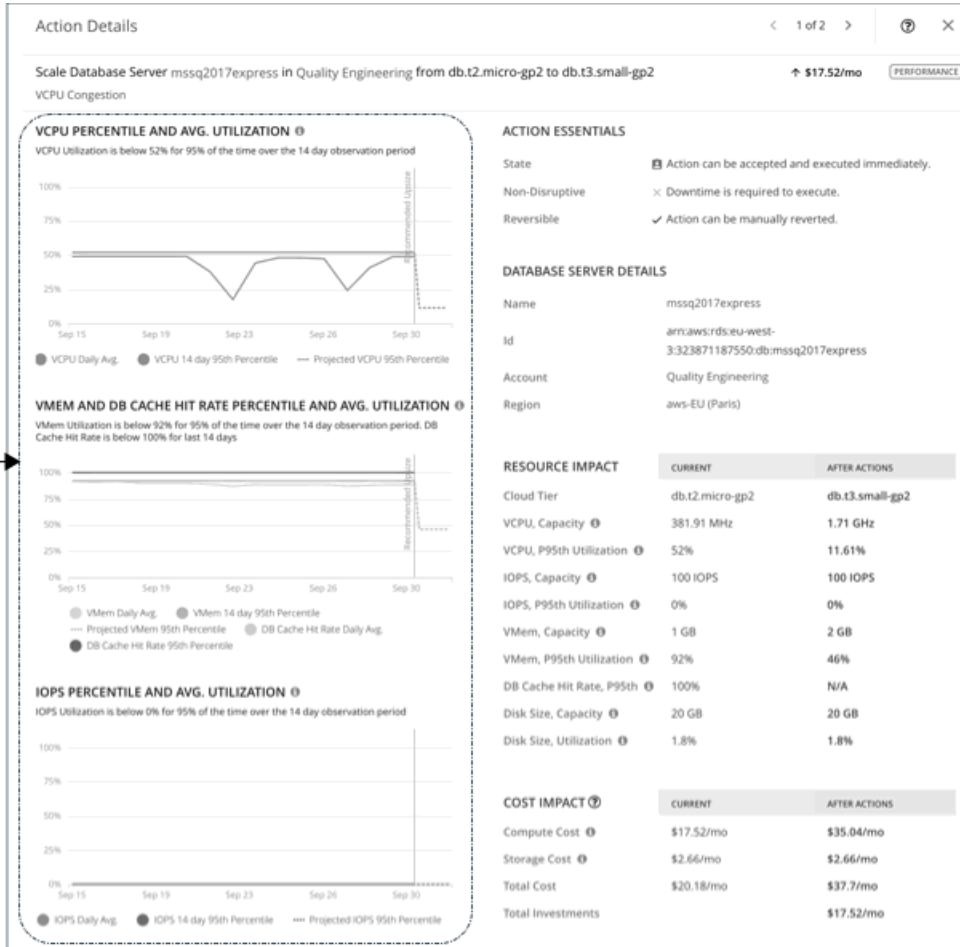 Action Details
1 of 2
Scale Database Server mssq2017express in Quality Engineering from db.t2.micro-gp2 to db.t3.small-gp2
↑ $17.52/mo
PERFORMANCE
VCPU Congestion
VCPU PERCENTILE AND AVG. UTILIZATION
VCPU Utilization is below 52% for 95% of the time over the 14 day observation period
100%
75%
50%
25%
0%
Recommended Upsize
Sep 15 Sep 19 Sep 23 Sep 26 Sep 30
VCPU Daily Avg. VCPU 14 day 95th Percentile Projected VCPU 95th Percentile
VMEM AND DB CACHE HIT RATE PERCENTILE AND AVG. UTILIZATION
VMem Utilization is below 92% for 95% of the time over the 14 day observation period. DB
Cache Hit Rate is below 100% for last 14 days
100%
75%
50%
25%
0%
Recommended Upsize
Sep 15 Sep 19 Sep 23 Sep 26 Sep 30
VMem Daily Avg. VMem 14 day 95th Percentile
Projected VMem 95th Percentile DB Cache Hit Rate Daily Avg.
DB Cache Hit Rate 95th Percentile
IOPS PERCENTILE AND AVG. UTILIZATION
IOPS Utilization is below 0% for 95% of the time over the 14 day observation period
100%
75%
50%
25%
0%
Sep 15 Sep 19 Sep 23 Sep 26 Sep 30
IOPS Daily Avg. IOPS 14 day 95th Percentile Projected IOPS 95th Percentile
ACTION ESSENTIALS
State Action can be accepted and executed immediately.
Non-Disruptive Downtime is required to execute.
Reversible Action can be manually reverted.
DATABASE SERVER DETAILS
Name mssq2017express
Id arn:aws:rds:eu-west-
3:323871187550:db:mssq2017express
Account Quality Engineering
Region aws-EU (Paris)
RESOURCE IMPACT CURRENT AFTER ACTIONS
Cloud Tier db.t2.micro-gp2 db.t3.small-gp2
VCPU, Capacity 381.91 MHz 1.71 GHz
VCPU, P95th Utilization 52% 11.61%
IOPS, Capacity 100 IOPS 100 IOPS
IOPS, P95th Utilization 0% 0%
VMem, Capacity 1 GB 2 GB
VMem, P95th Utilization 92% 46%
DB Cache Hit Rate, P95th 100% N/A
Disk Size, Capacity 20 GB 20 GB
Disk Size, Utilization 1.8% 1.8%
COST IMPACT CURRENT AFTER ACTIONS
Compute Cost $17.52/mo $35.04/mo
Storage Cost $2.66/mo $2.66/mo
Total Cost $20.18/mo $37.7/mo
Total Investments $17.52/mo